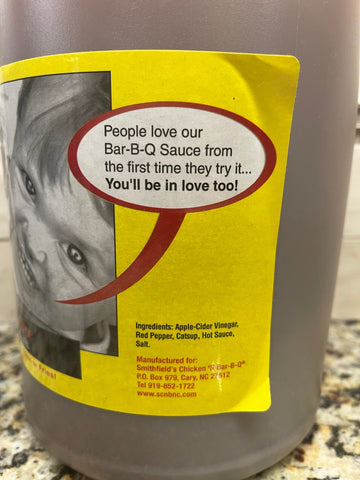 People love our
Bar-B-Q Sauce from
the first time they try it...
You'll be in love too!
Ingredients: Apple-Cider Vinegar,
Red Pepper, Catsup, Hot Sauce,
Salt.
Manufactured for:
Smithfield's Chicken 'N Bar-B-Q®
P.O. Box 979, Cary, NC 27512
Tel 919-852-1722
www.scnbnc.com
Fries!